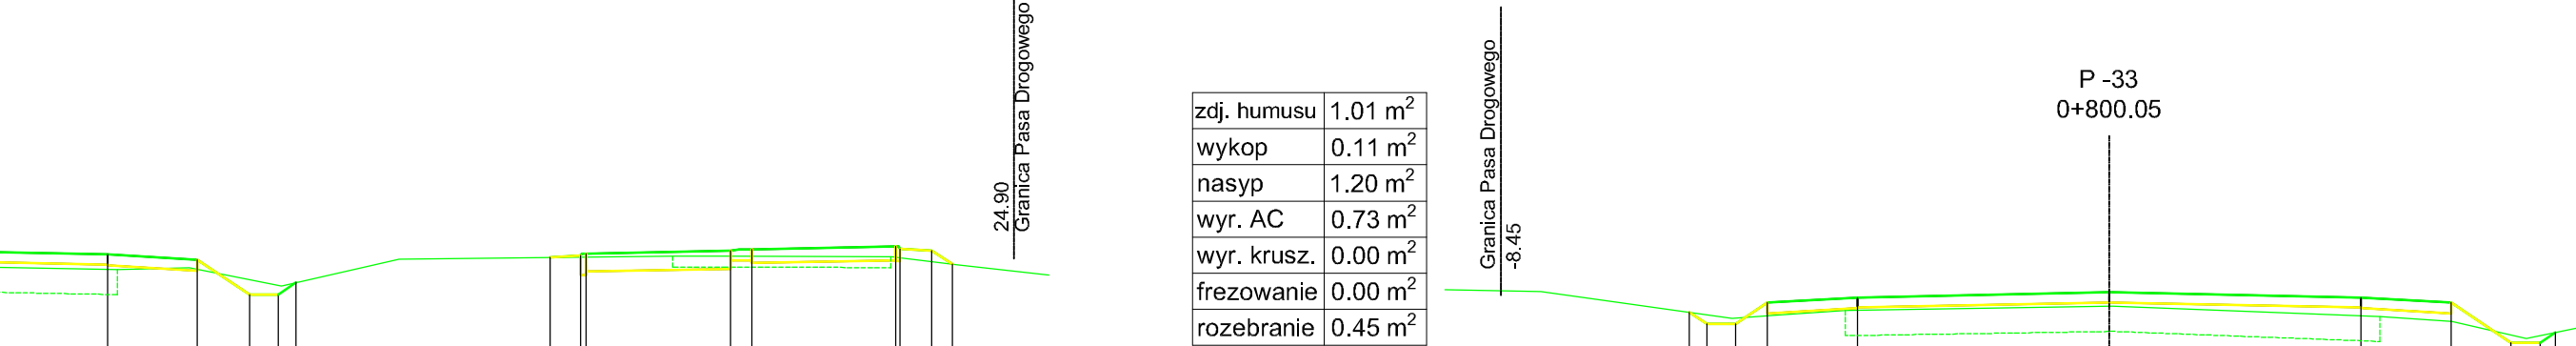 24.90
Granica Pasa Drogowego
zdj. humusu 1.01 m²
wykop 0.11 m²
nasyp 1.20 m²
wyr. AC 0.73 m²
wyr. krusz. 0.00 m²
frezowanie 0.00 m²
rozebranie 0.45 m²
Granica Pasa Drogowego
-8.45
P -33
0+800.05